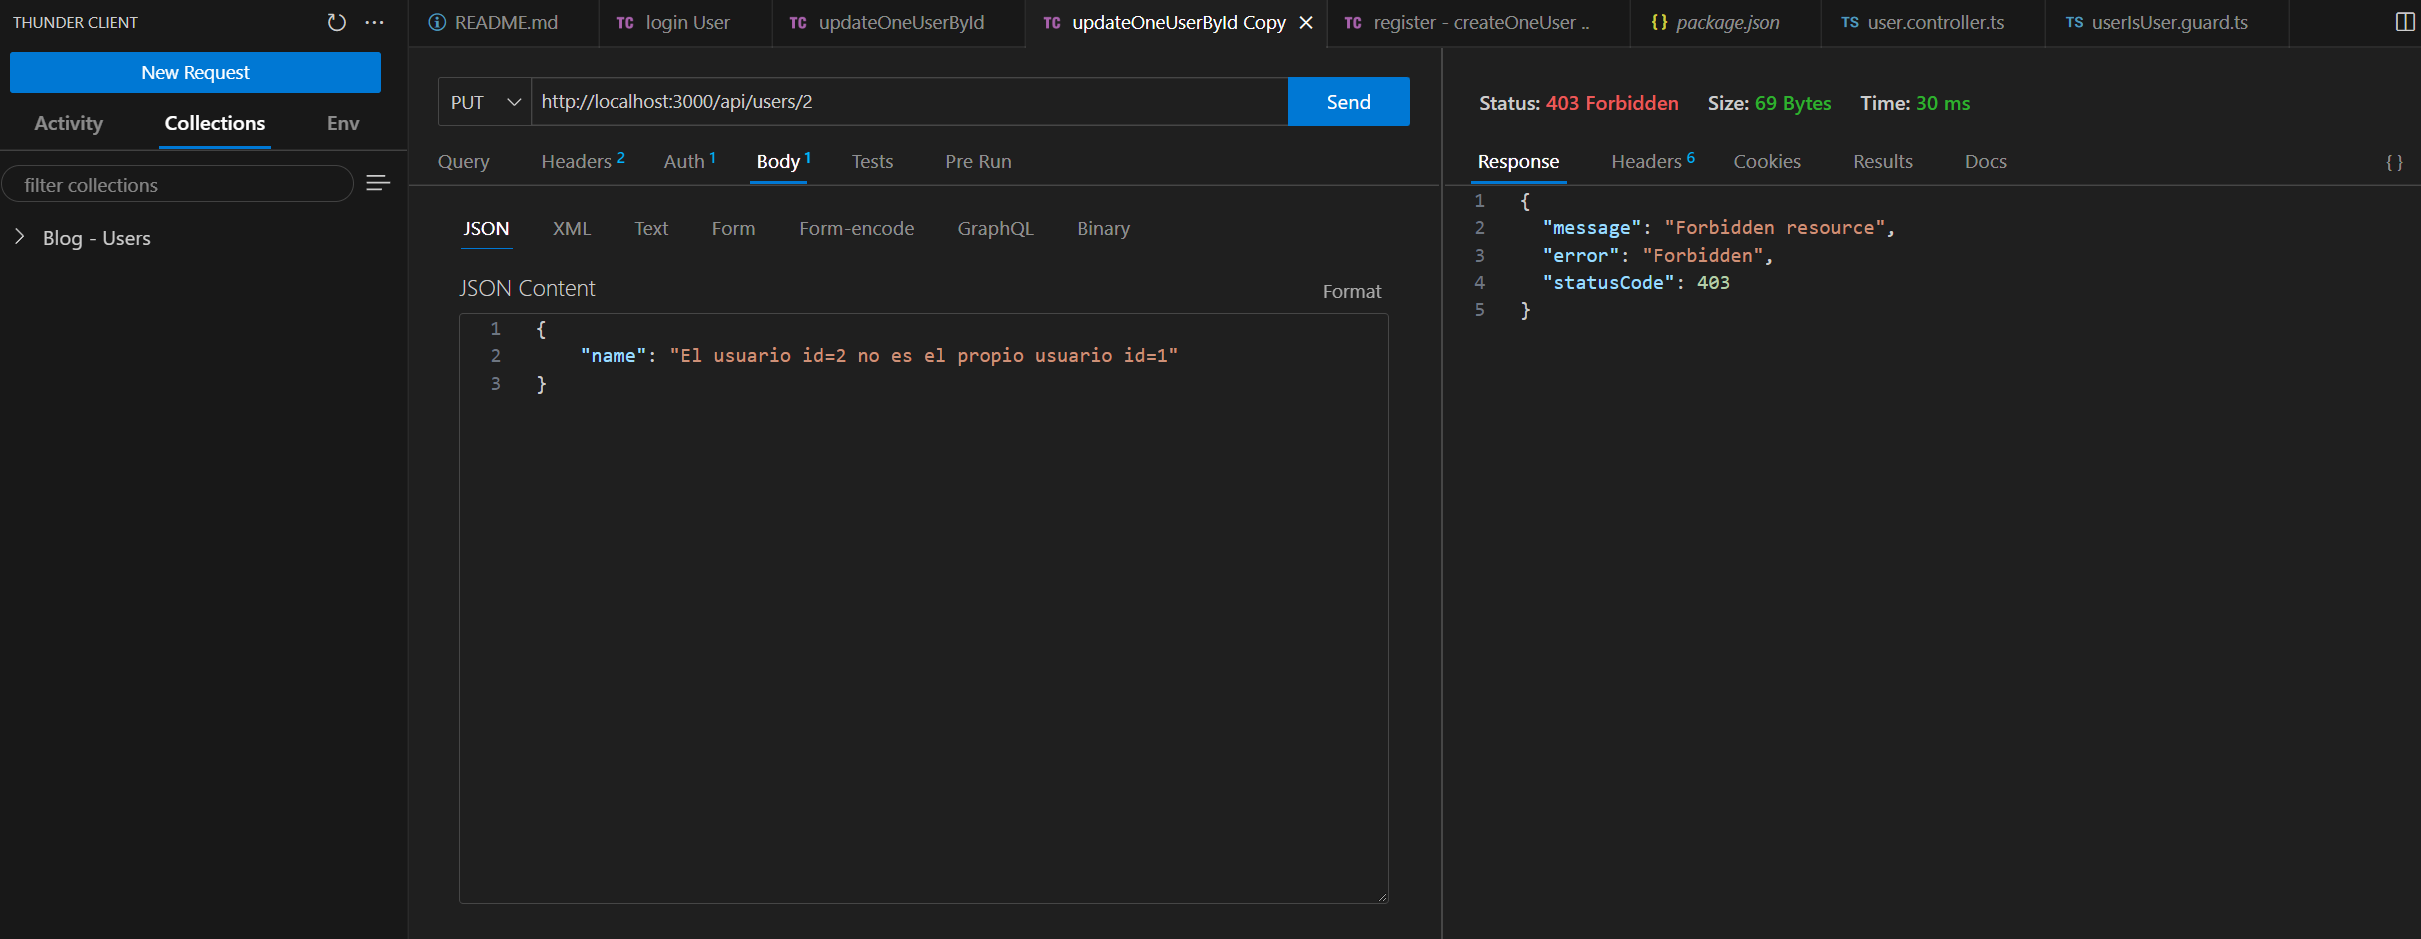 THUNDER CLIENT
New Request
Activity Collections Env
filter collections
Blog - Users
README.md
TC login User
TC updateOneUserById
TC updateOneUserById Copy
TC register - createOneUser ..
{} package.json
TS user.controller.ts
TS userIsUser.guard.ts
PUT http://localhost:3000/api/users/2 Send
Query Headers 2 Auth 1 Body 1 Tests Pre Run
JSON XML Text Form Form-encode GraphQL Binary
JSON Content Format
1 {
2 "name": "El usuario id=2 no es el propio usuario id=1"
3 }
Status: 403 Forbidden Size: 69 Bytes Time: 30 ms
Response Headers 6 Cookies Results Docs { }
1 {
2 "message": "Forbidden resource",
3 "error": "Forbidden",
4 "statusCode": 403
5 }